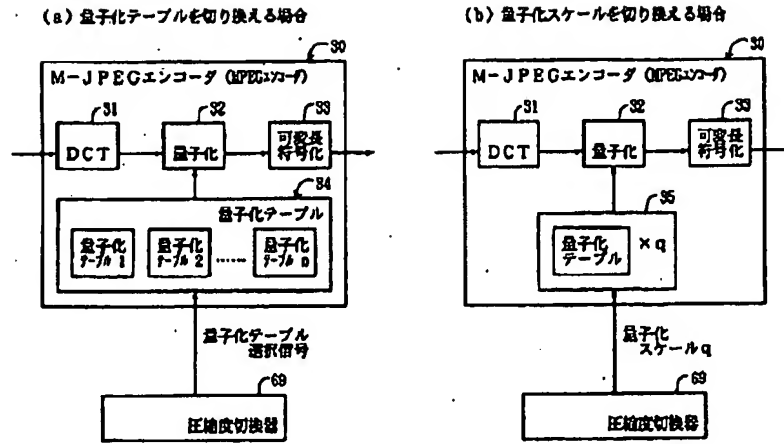 (a) 量子化テーブルを切り換える場合
30
M-JPEGエンコーダ (MPEGエンコーダ)
31
32
33
DCT
量子化
可変長
符号化
34
量子化テーブル
量子化
テーブル 1
量子化
テーブル 2
……
量子化
テーブル n
量子化テーブル
選択信号
69
圧縮度切換器
(b) 量子化スケールを切り換える場合
30
M-JPEGエンコーダ (MPEGエンコーダ)
31
32
33
DCT
量子化
可変長
符号化
35
量子化
テーブル
×q
量子化
スケールq
69
圧縮度切換器